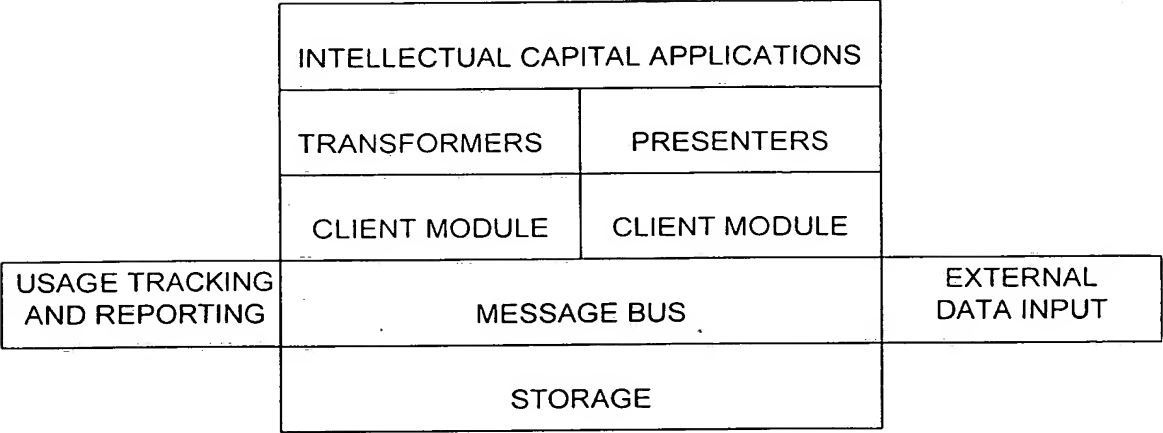 INTELLECTUAL CAPITAL APPLICATIONS
TRANSFORMERS
PRESENTERS
CLIENT MODULE
CLIENT MODULE
USAGE TRACKING
AND REPORTING
MESSAGE BUS
EXTERNAL
DATA INPUT
STORAGE